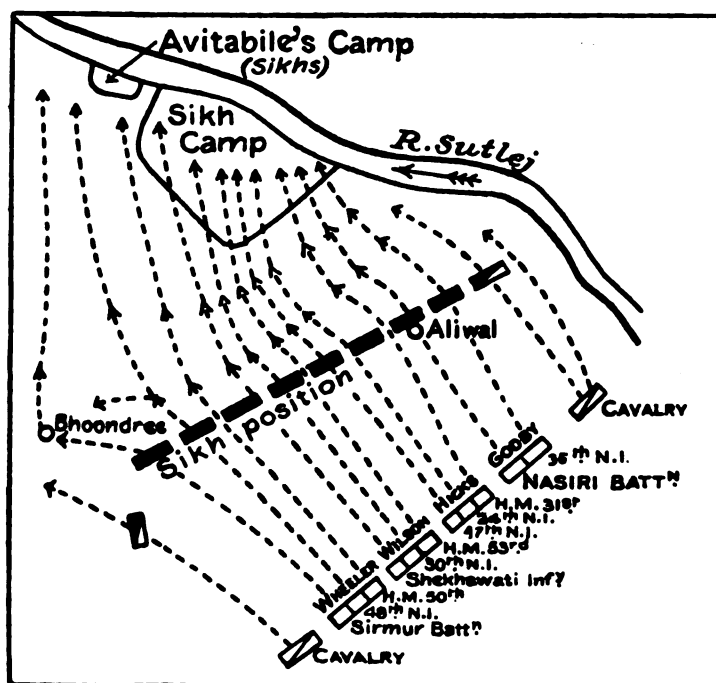 Avitabile's Camp
(Sikhs)
Sikh
Camp
R. Sutlej
Aliwal
Bhoondree
Sikh position
CAVALRY
GODBY
36th N.I.
NASIRI BATTN
HICKS
H.M. 31st
24th N.I.
47th N.I.
WILSON
H.M. 53rd
30th N.I.
Shekhawati Infy
WHEELER
H.M. 50th
48th N.I.
Sirmur Battn
CAVALRY